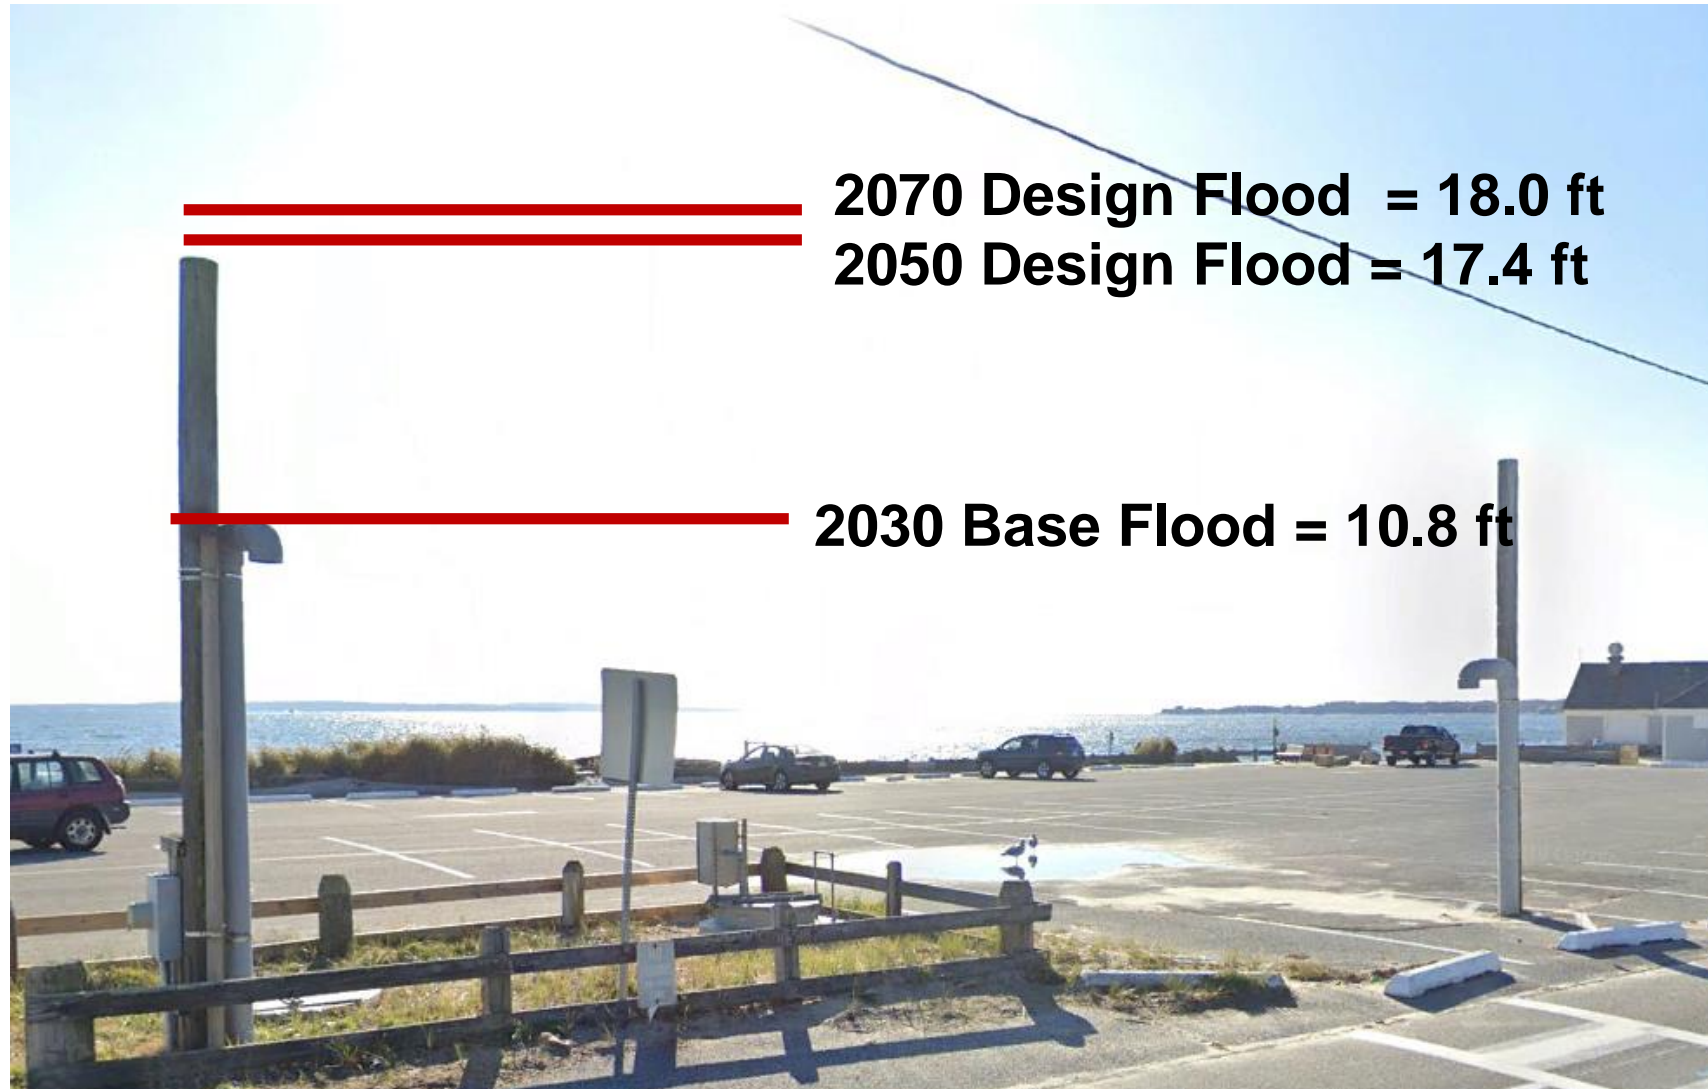 2070 Design Flood  = 18.0 ft
2050 Design Flood = 17.4 ft
2030 Base Flood = 10.8 ft